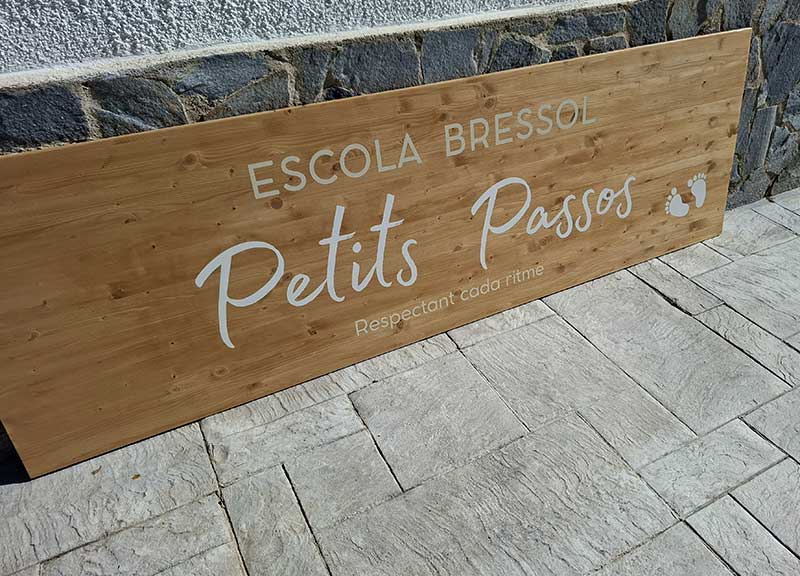 ESCOLA BRESSOL
Petits Passos
Respectant cada ritme